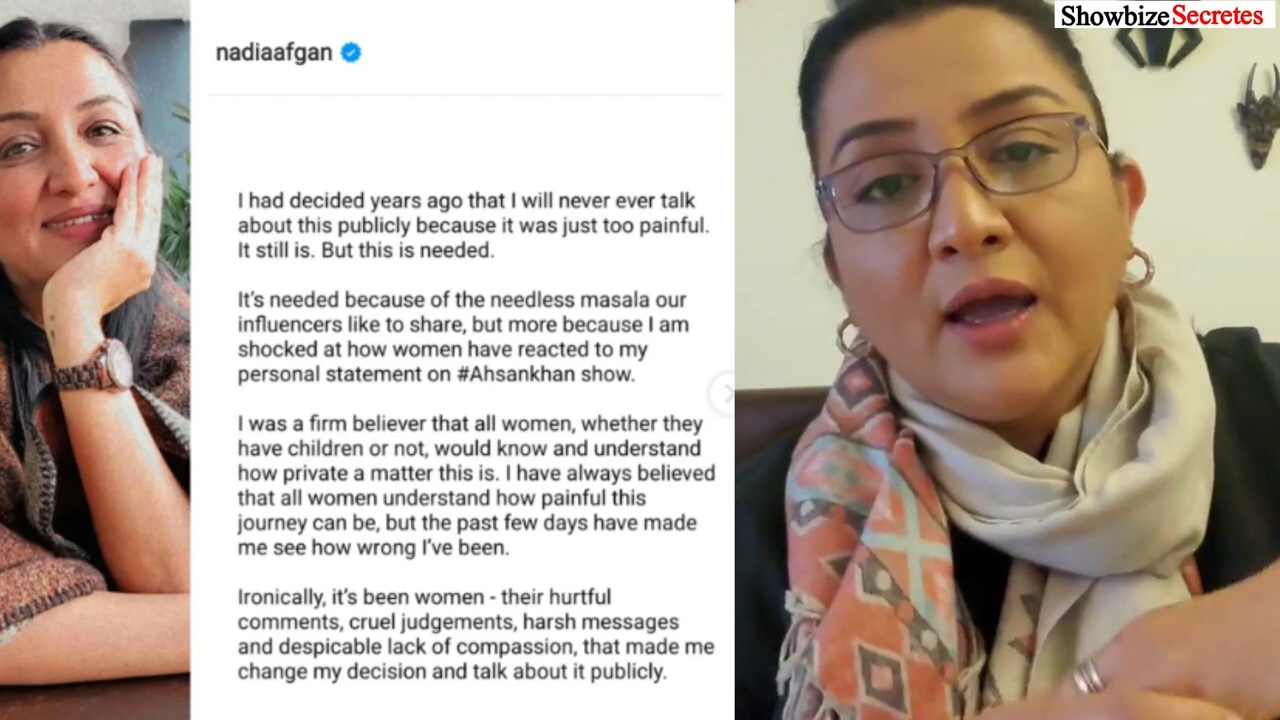 Showbize Secretes
nadiaafgan
I had decided years ago that I will never ever talk
about this publicly because it was just too painful.
It still is. But this is needed.
It's needed because of the needless masala our
influencers like to share, but more because I am
shocked at how women have reacted to my
personal statement on #Ahsankhan show.
I was a firm believer that all women, whether they
have children or not, would know and understand
how private a matter this is. I have always believed
that all women understand how painful this
journey can be, but the past few days have made
me see how wrong I've been.
Ironically, it's been women - their hurtful
comments, cruel judgements, harsh messages
and despicable lack of compassion, that made me
change my decision and talk about it publicly.